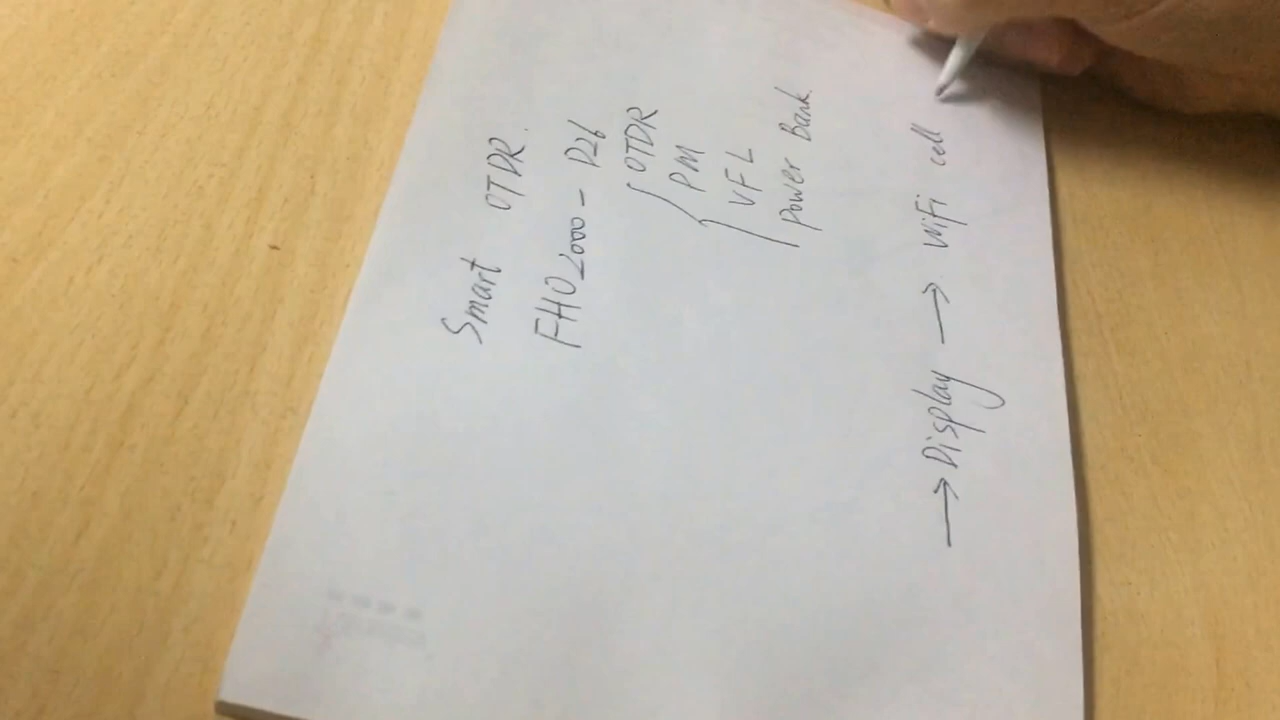 Smart OTDR.
FHO2000 - D26
OTDR
PM
VFL
Power Bank.
→ Display → WiFi cell